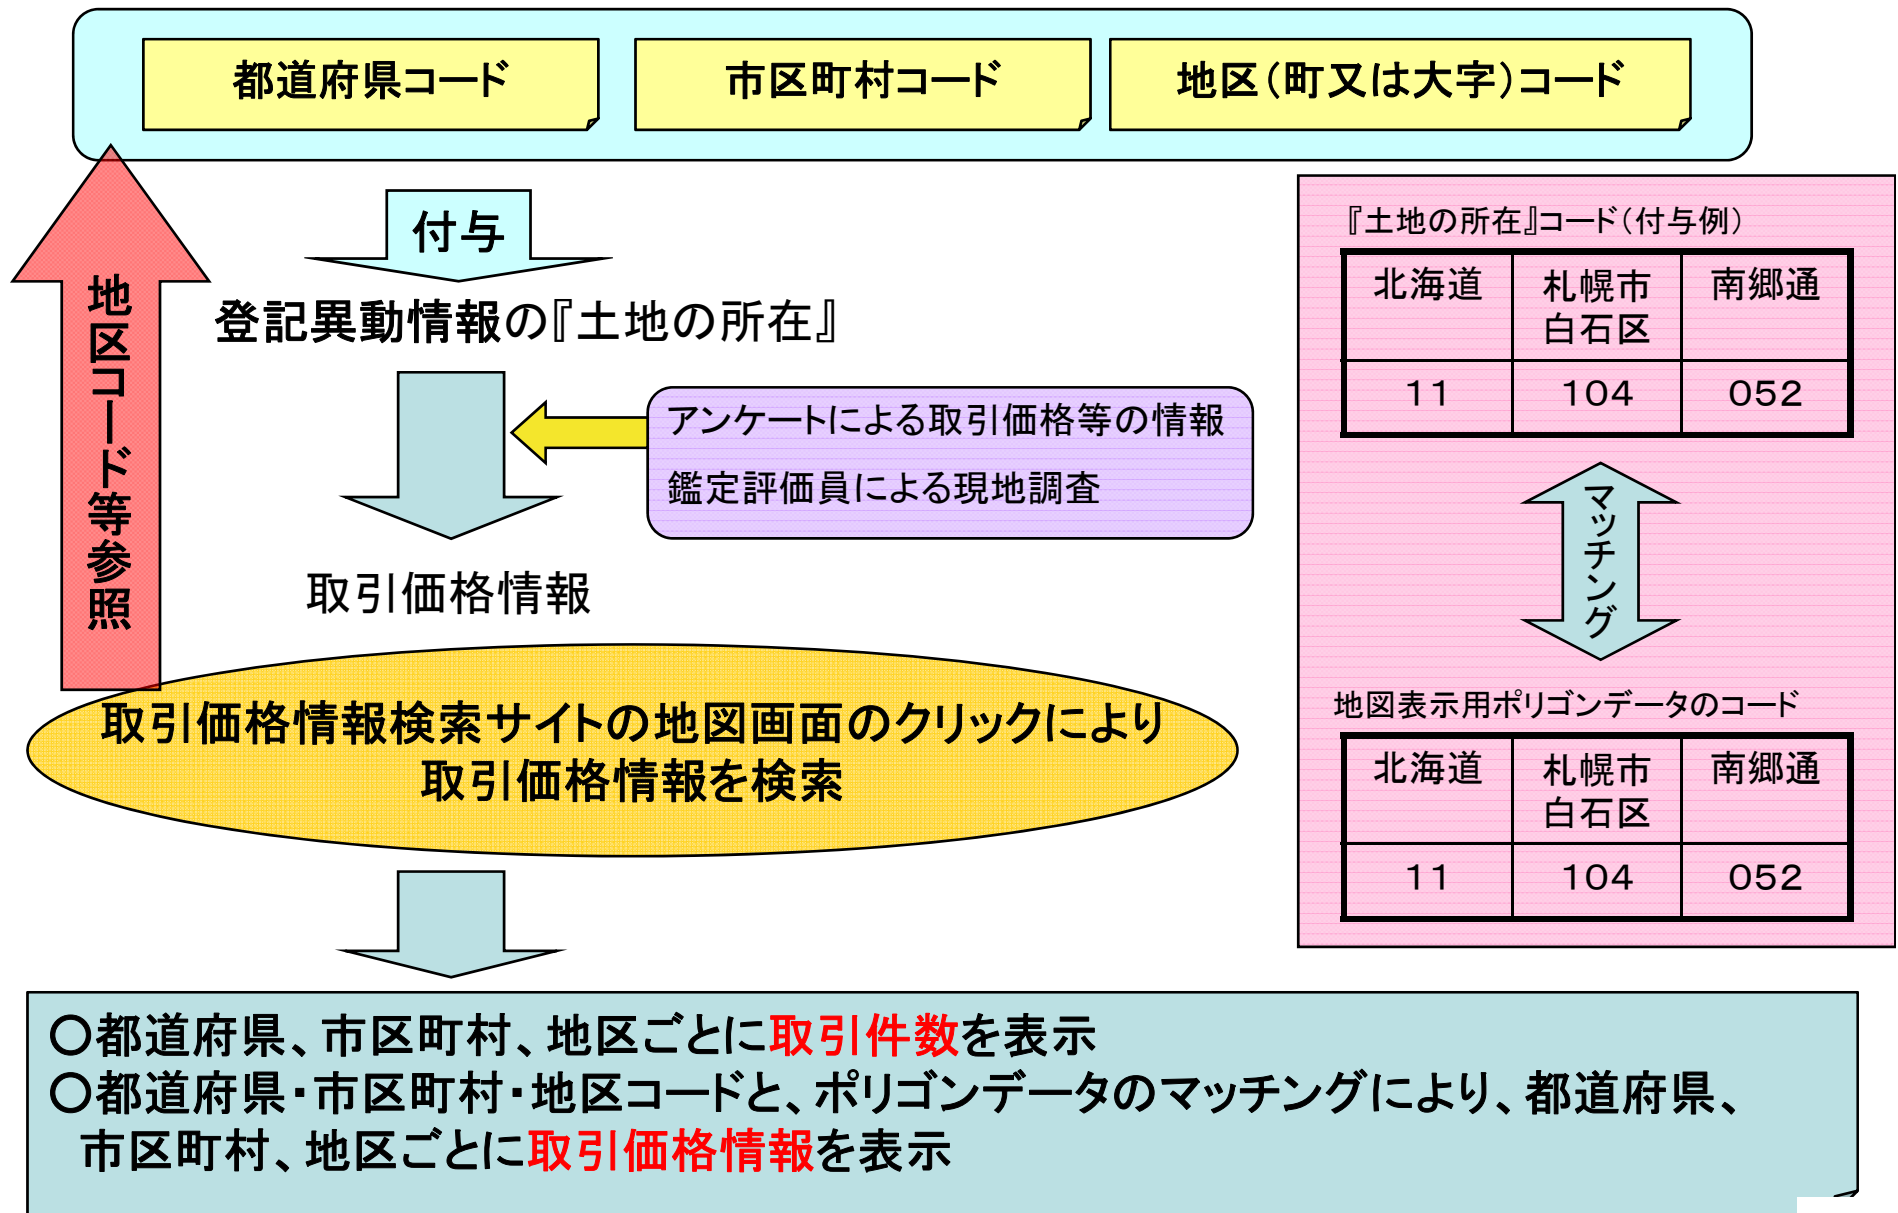 都道府県コード
市区町村コード
地区（町又は大字）コード
付与
地区コード等参照
登記異動情報の『土地の所在』
アンケートによる取引価格等の情報
鑑定評価員による現地調査
取引価格情報
取引価格情報検索サイトの地図画面のクリックにより
取引価格情報を検索
『土地の所在』コード（付与例）
北海道 札幌市 南郷通
白石区
11 104 052
マッチング
地図表示用ポリゴンデータのコード
北海道 札幌市 南郷通
白石区
11 104 052
○都道府県、市区町村、地区ごとに取引件数を表示
○都道府県・市区町村・地区コードと、ポリゴンデータのマッチングにより、都道府県、
市区町村、地区ごとに取引価格情報を表示